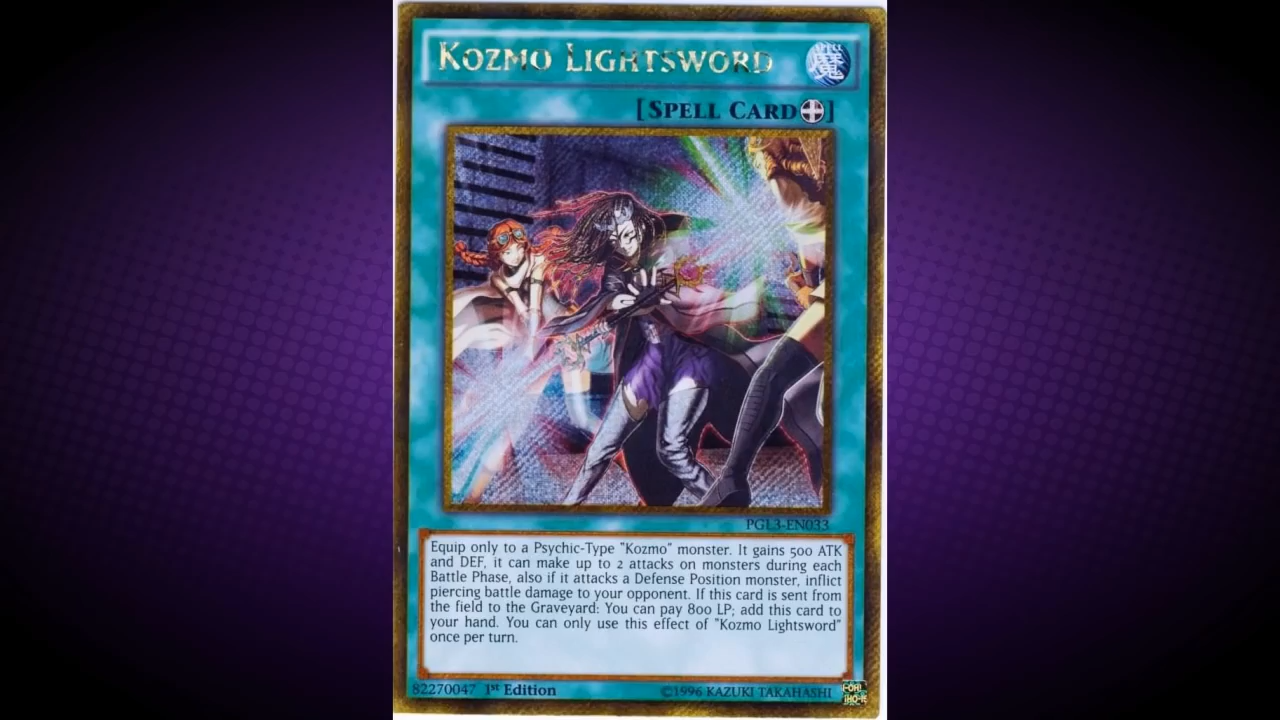 KOZMO LIGHTSWORD
魔
[SPELL CARD]
PGL3-EN033
Equip only to a Psychic-Type "Kozmo" monster. It gains 500 ATK
and DEF, it can make up to 2 attacks on monsters during each
Battle Phase, also if it attacks a Defense Position monster, inflict
piercing battle damage to your opponent. If this card is sent from
the field to the Graveyard: You can pay 800 LP; add this card to
your hand. You can only use this effect of "Kozmo Lightsword"
once per turn.
82270047 1st Edition ©1996 KAZUKI TAKAHASHI